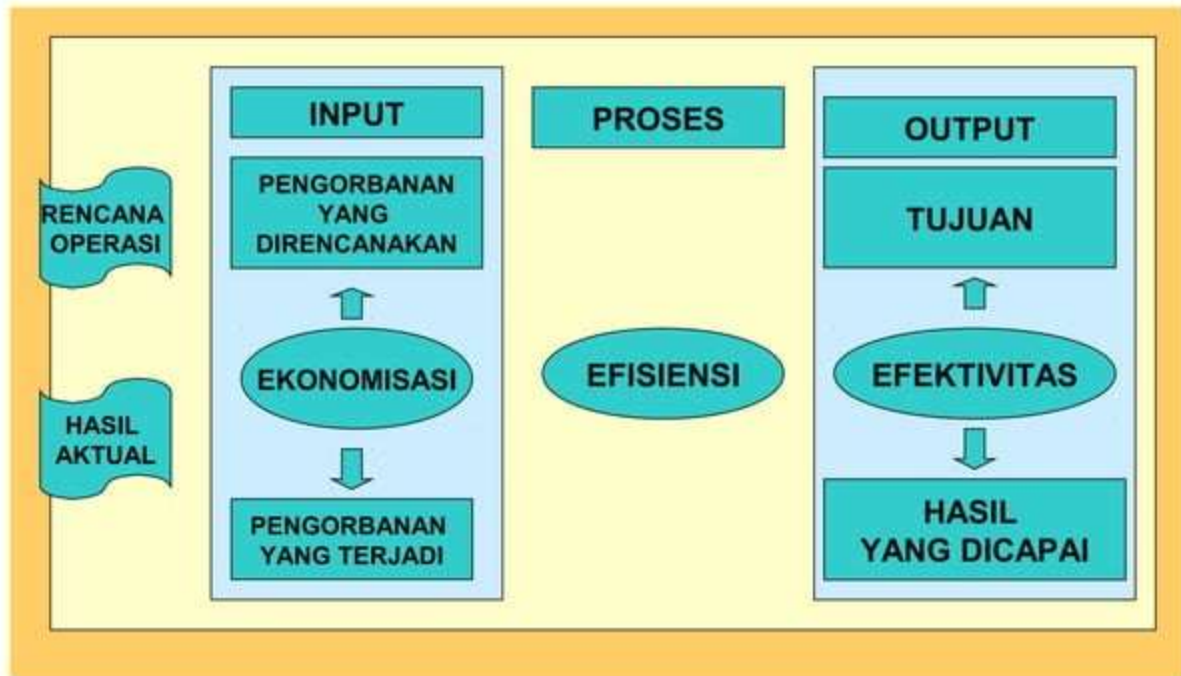 INPUT
PROSES
OUTPUT
PENGORBANAN
YANG
DIRENCANAKAN
TUJUAN
RENCANA
OPERASI
EKONOMISASI
EFISIENSI
EFEKTIVITAS
HASIL
AKTUAL
PENGORBANAN
YANG TERJADI
HASIL
YANG DICAPAI